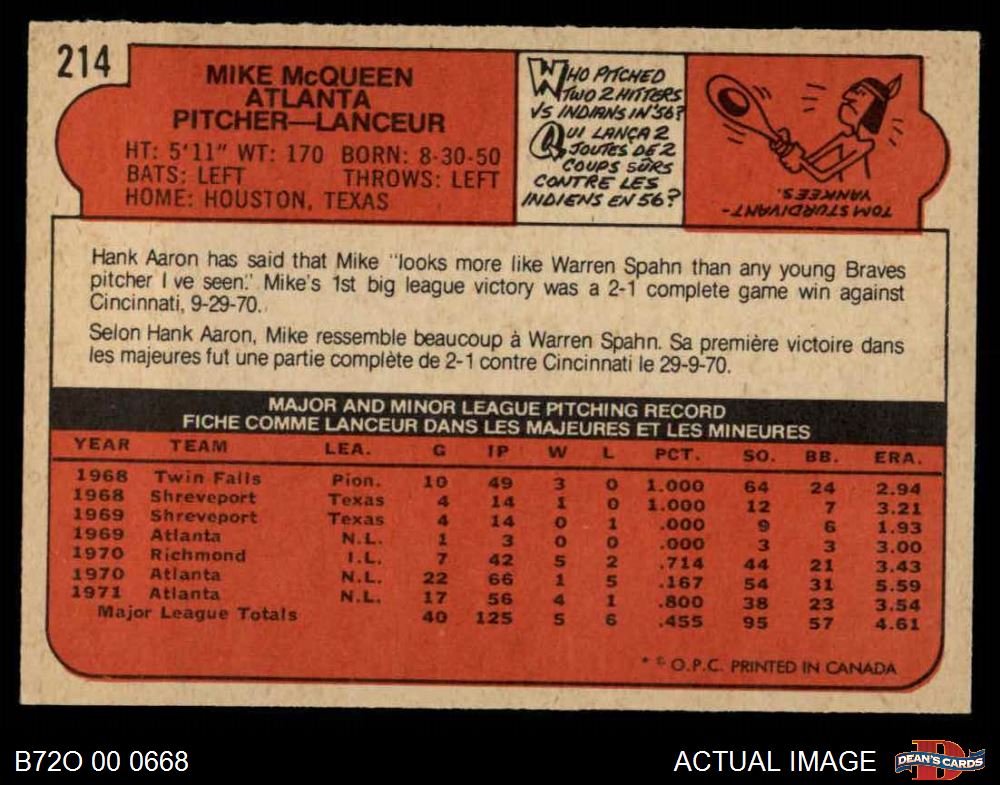 214
MIKE McQUEEN
ATLANTA
PITCHER—LANCEUR
HT: 5'11" WT: 170 BORN: 8-30-50
BATS: LEFT THROWS: LEFT
HOME: HOUSTON, TEXAS
WHO PITCHED
TWO 2 HITTERS
VS INDIANS IN '56?
QUI LANÇA 2
JOUTES DE 2
COUPS SÛRS
CONTRE LES
INDIENS EN 56?
TOM STURDIVANT-
YANKEES.
Hank Aaron has said that Mike "looks more like Warren Spahn than any young Braves
pitcher I've seen." Mike's 1st big league victory was a 2-1 complete game win against
Cincinnati, 9-29-70.
Selon Hank Aaron, Mike ressemble beaucoup à Warren Spahn. Sa première victoire dans
les majeures fut une partie complète de 2-1 contre Cincinnati le 29-9-70.
MAJOR AND MINOR LEAGUE PITCHING RECORD
FICHE COMME LANCEUR DANS LES MAJEURES ET LES MINEURES
YEAR TEAM LEA. G IP W L PCT. SO. BB. ERA.
1968 Twin Falls Pion. 10 49 3 0 1.000 64 24 2.94
1968 Shreveport Texas 4 14 1 0 1.000 12 7 3.21
1969 Shreveport Texas 4 14 0 1 .000 9 6 1.93
1969 Atlanta N.L. 1 3 0 0 .000 3 3 3.00
1970 Richmond I.L. 7 42 5 2 .714 44 21 3.43
1970 Atlanta N.L. 22 66 1 5 .167 54 31 5.59
1971 Atlanta N.L. 17 56 4 1 .800 38 23 3.54
Major League Totals 40 125 5 6 .455 95 57 4.61
* © O.P.C. PRINTED IN CANADA
B72O 00 0668
ACTUAL IMAGE
DEAN'S CARDS